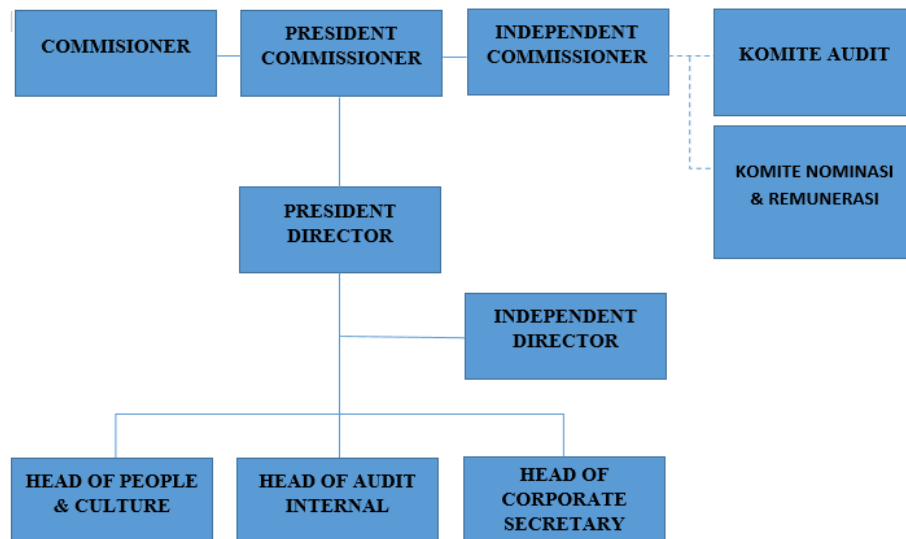 COMMISIONER
PRESIDENT
COMMISSIONER
INDEPENDENT
COMMISSIONER
KOMITE AUDIT
KOMITE NOMINASI
& REMUNERASI
PRESIDENT
DIRECTOR
INDEPENDENT
DIRECTOR
HEAD OF PEOPLE
& CULTURE
HEAD OF AUDIT
INTERNAL
HEAD OF
CORPORATE
SECRETARY